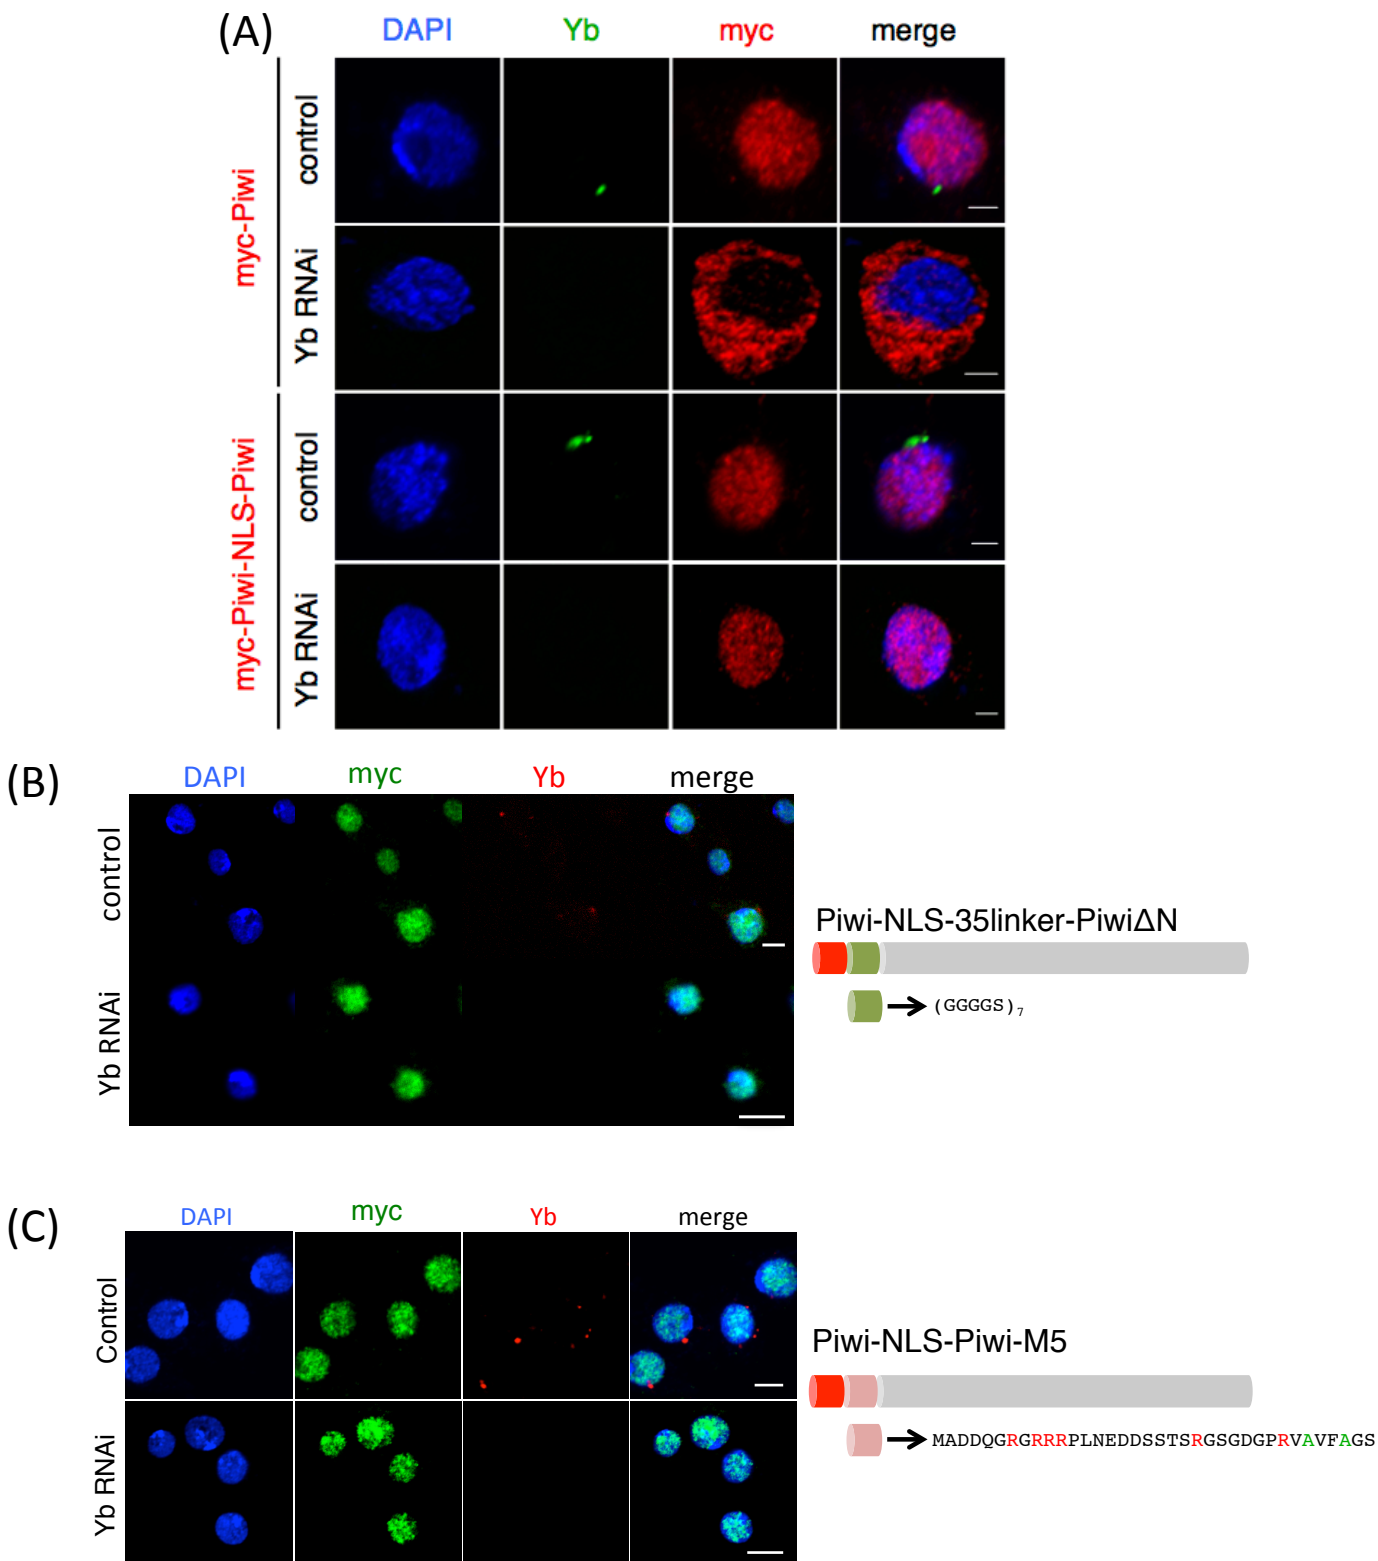 (A)
DAPI Yb myc merge
myc-Piwi
control
Yb RNAi
myc-Piwi-NLS-Piwi
control
Yb RNAi
(B)
DAPI myc Yb merge
control
Yb RNAi
Piwi-NLS-35linker-PiwiΔN
(GGGGS)7
(C)
DAPI myc Yb merge
Control
Yb RNAi
Piwi-NLS-Piwi-M5
MADDQGRGRRRPLNEDDSSTSRGSGDGPRVAVFAGS